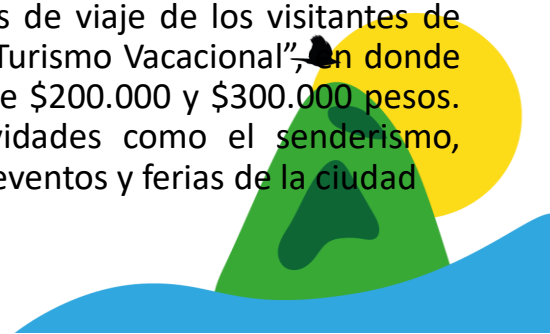 s de viaje de los visitantes de
Turismo Vacacional”, en donde
e $200.000 y $300.000 pesos.
vidades como el senderismo,
eventos y ferias de la ciudad